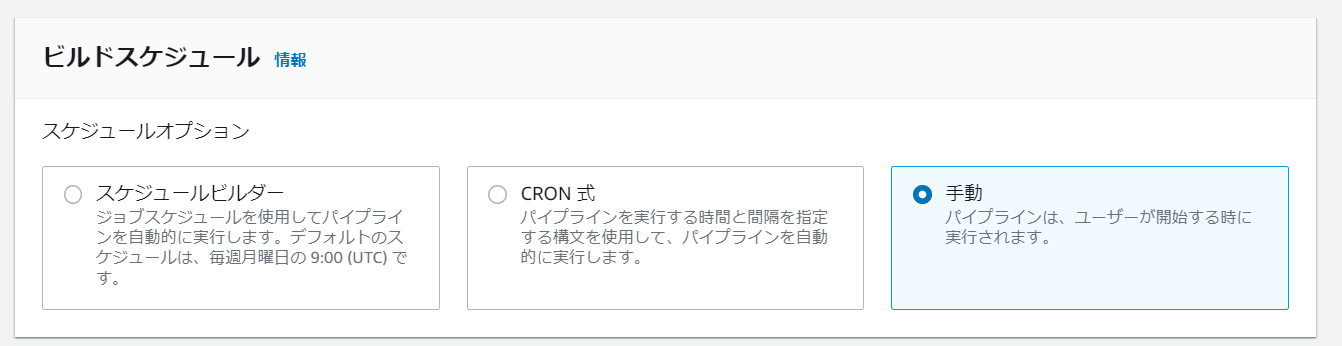 ビルドスケジュール 情報
スケジュールオプション
スケジュールビルダー
ジョブスケジュールを使用してパイプライ
ンを自動的に実行します。デフォルトのス
ケジュールは、毎週月曜日の 9:00 (UTC) で
す。
CRON 式
パイプラインを実行する時間と間隔を指定
する構文を使用して、パイプラインを自動
的に実行します。
手動
パイプラインは、ユーザーが開始する時に
実行されます。